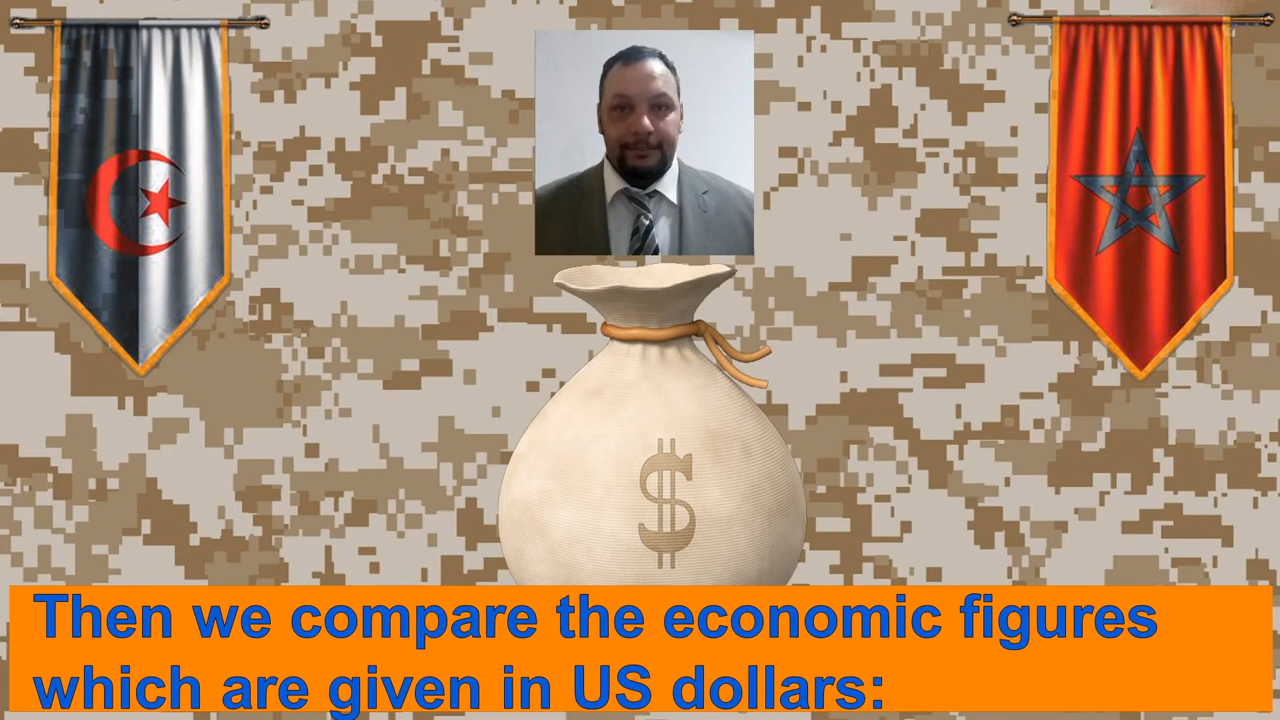 $
Then we compare the economic figures
which are given in US dollars: